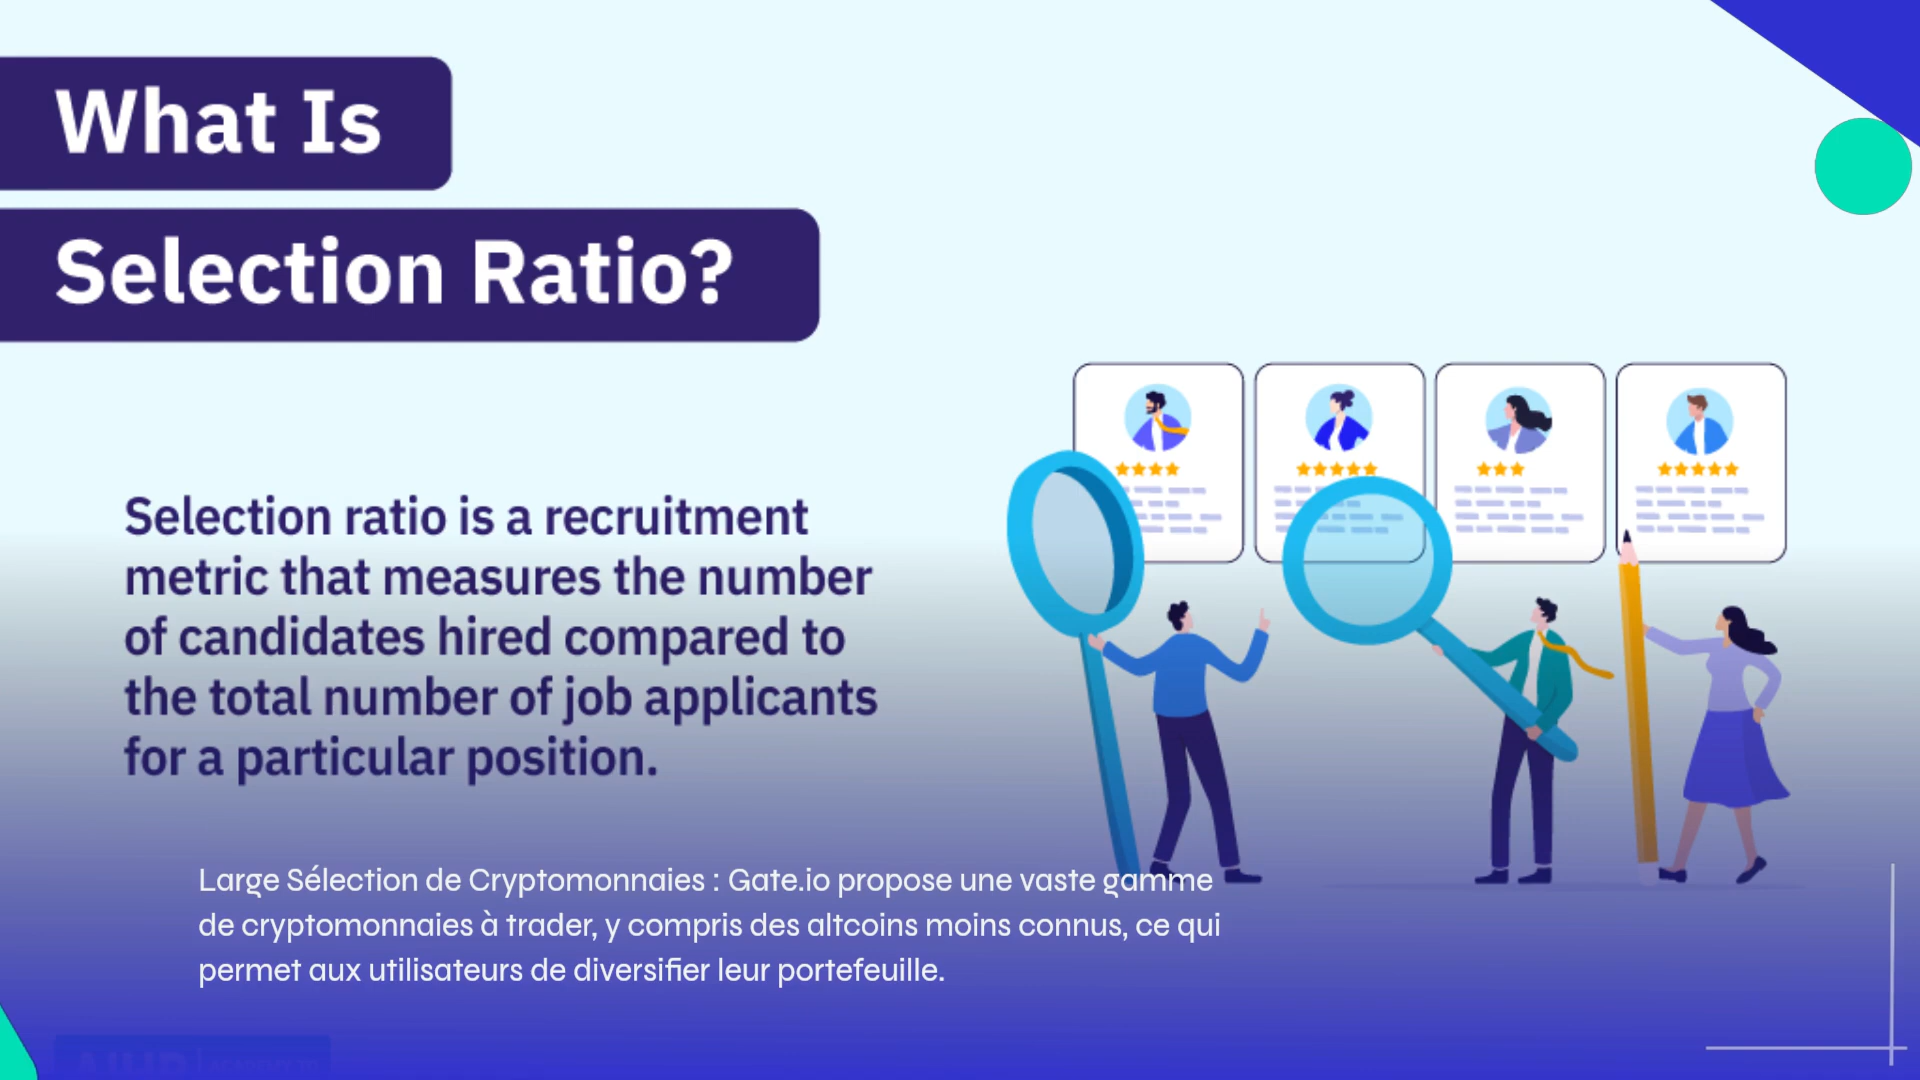 What Is
Selection Ratio?
Selection ratio is a recruitment
metric that measures the number
of candidates hired compared to
the total number of job applicants
for a particular position.
Large Sélection de Cryptomonnaies : Gate.io propose une vaste gamme
de cryptomonnaies à trader, y compris des altcoins moins connus, ce qui
permet aux utilisateurs de diversifier leur portefeuille.